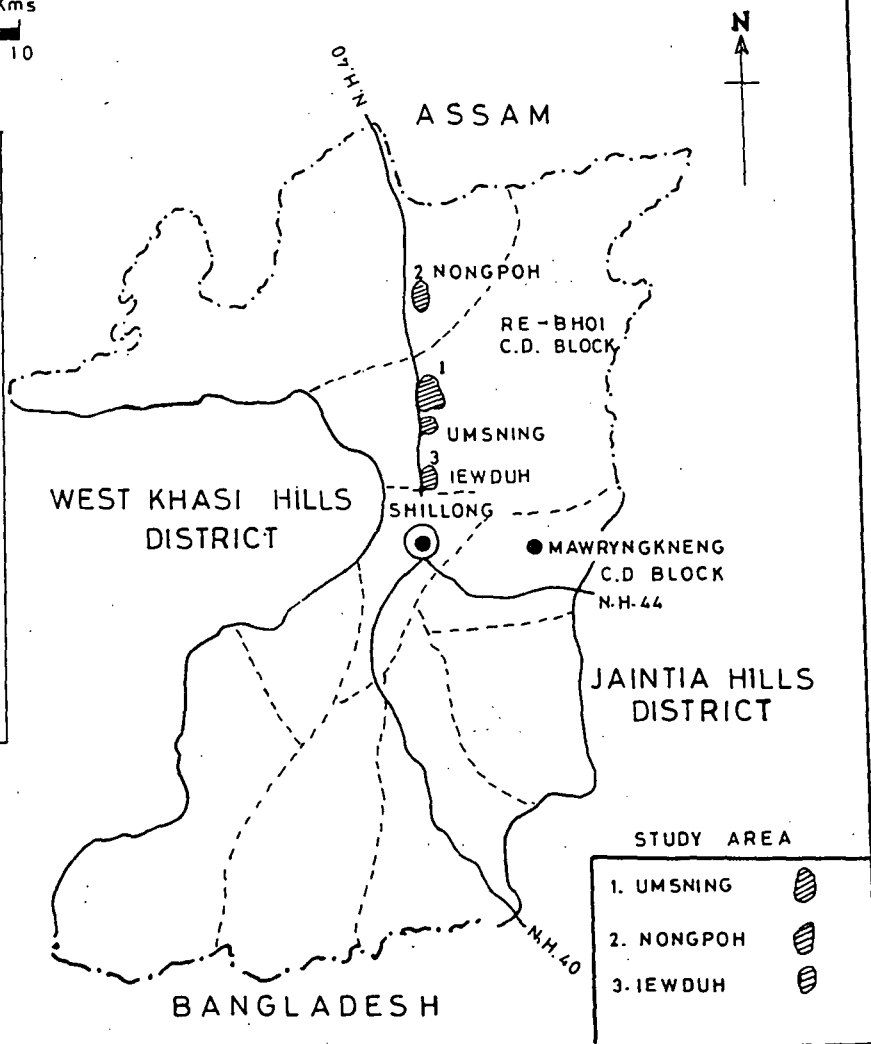 Kms
10
N
N.H.40
ASSAM
2 NONGPOH
RE-BHOI
C.D. BLOCK
1
UMSNING
3
IEWDUH
WEST KHASI HILLS
DISTRICT
SHILLONG
MAWRYNGKNENG
C.D BLOCK
N.H-44
JAINTIA HILLS
DISTRICT
N.H.40
BANGLADESH
STUDY AREA
1. UMSNING
2. NONGPOH
3. IEWDUH